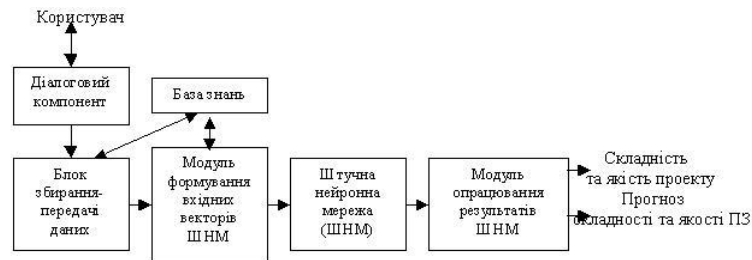 Користувач
Діалоговий
компонент
База знань
Блок
збирання-
передачі
даних
Модуль
формування
вхідних
векторів
ШНМ
Штучна
нейронна
мережа
(ШНМ)
Модуль
опрацювання
результатів
ШНМ
Складність
та якість проекту
Прогноз
складності та якості ПЗ